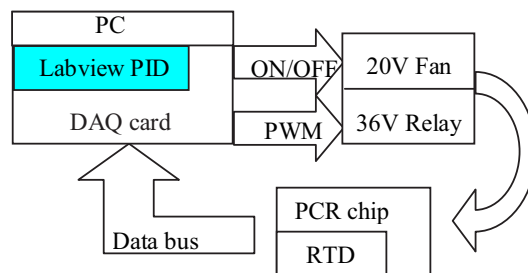 PC
Labview PID
ON/OFF
20V Fan
DAQ card
PWM
36V Relay
PCR chip
Data bus
RTD